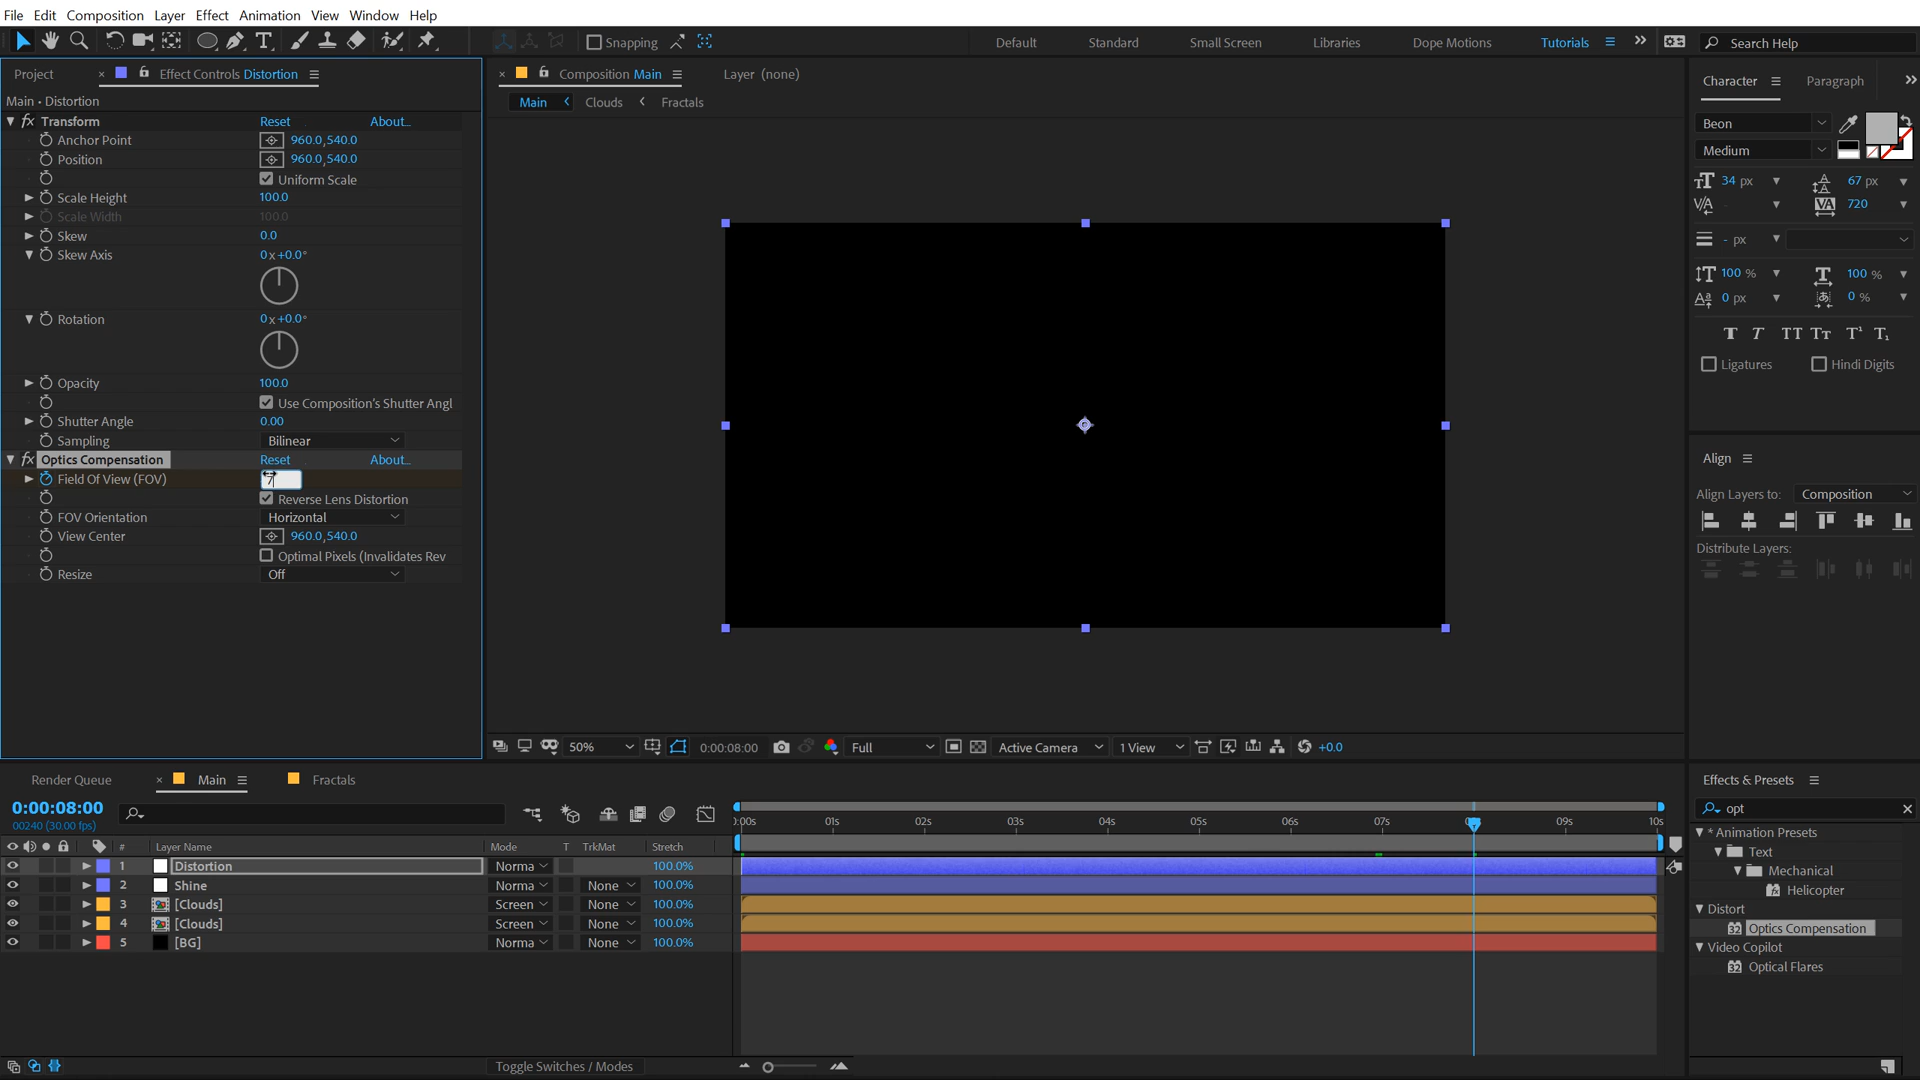 File Edit Composition Layer Effect Animation View Window Help
Snapping Default Standard Small Screen Libraries Dope Motions Tutorials Search Help
Project Effect Controls Distortion Composition Main Layer (none) Character Paragraph
Main • Distortion
Main Clouds Fractals
Transform Reset About...
Anchor Point 960.0,540.0
Position 960.0,540.0
Uniform Scale
Scale Height 100.0
Scale Width 100.0
Skew 0.0
Skew Axis 0x+0.0°
Rotation 0x+0.0°
Opacity 100.0
Use Composition's Shutter Angl
Shutter Angle 0.00
Sampling Bilinear
Optics Compensation Reset About...
Field Of View (FOV) 7
Reverse Lens Distortion
FOV Orientation Horizontal
View Center 960.0,540.0
Optimal Pixels (Invalidates Rev
Resize Off
Beon
Medium
34 px 67 px
720
- px
100 % 100 %
0 px 0 %
Ligatures Hindi Digits
Align
Align Layers to: Composition
Distribute Layers:
50% 0:00:08:00 Full Active Camera 1 View +0.0
Render Queue Main Fractals
0:00:08:00
00240 (30.00 fps)
:00s 01s 02s 03s 04s 05s 06s 07s 09s 10s
# Layer Name Mode T TrkMat Stretch
1 Distortion Norma 100.0%
2 Shine Norma None 100.0%
3 [Clouds] Screen None 100.0%
4 [Clouds] Screen None 100.0%
5 [BG] Norma None 100.0%
Toggle Switches / Modes
Effects & Presets
opt
* Animation Presets
Text
Mechanical
Helicopter
Distort
32 Optics Compensation
Video Copilot
32 Optical Flares